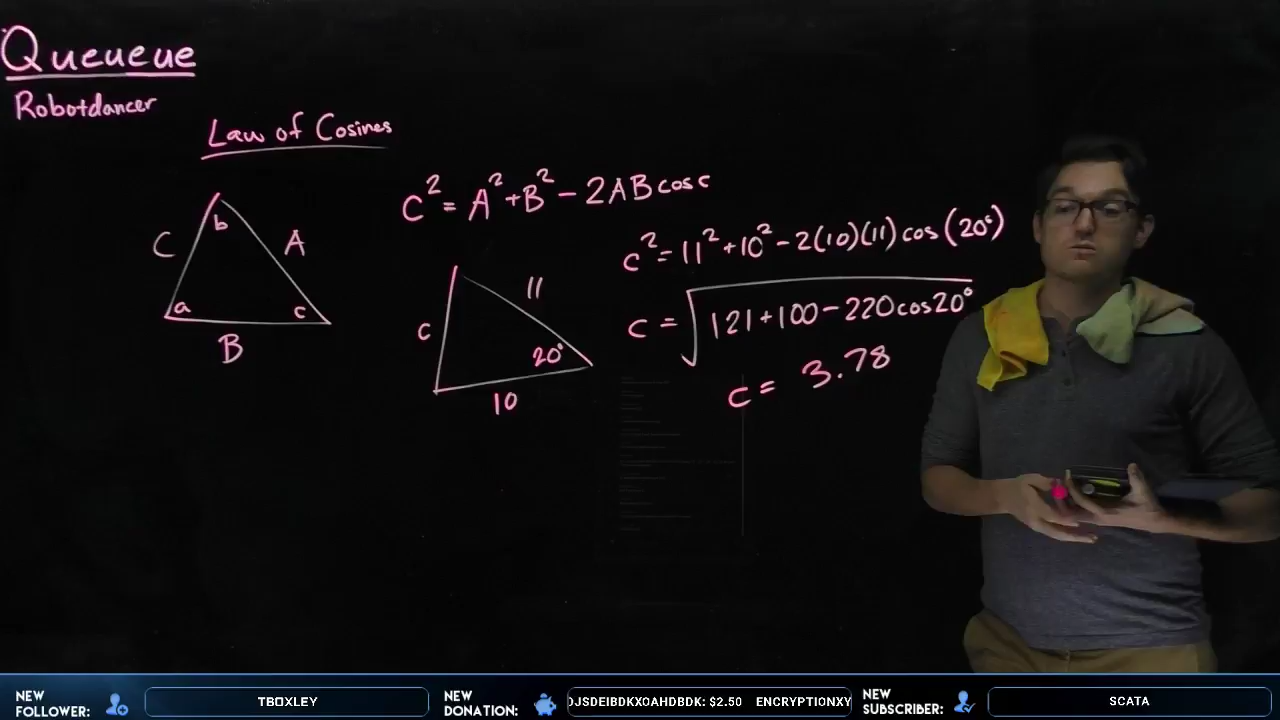 Queueue
Robotdancer
Law of Cosines
C² = A² + B² - 2AB cos c
C
b
A
a
c
B
c² = 11² + 10² - 2(10)(11) cos (20°)
c = √121 + 100 - 220 cos 20°
c = 3.78
11
c
20°
10
NEW FOLLOWER:
TBOXLEY
NEW DONATION:
DJSDEIBDKXOAHDBDK: $2.50 ENCRYPTIONXY
NEW SUBSCRIBER:
SCATA